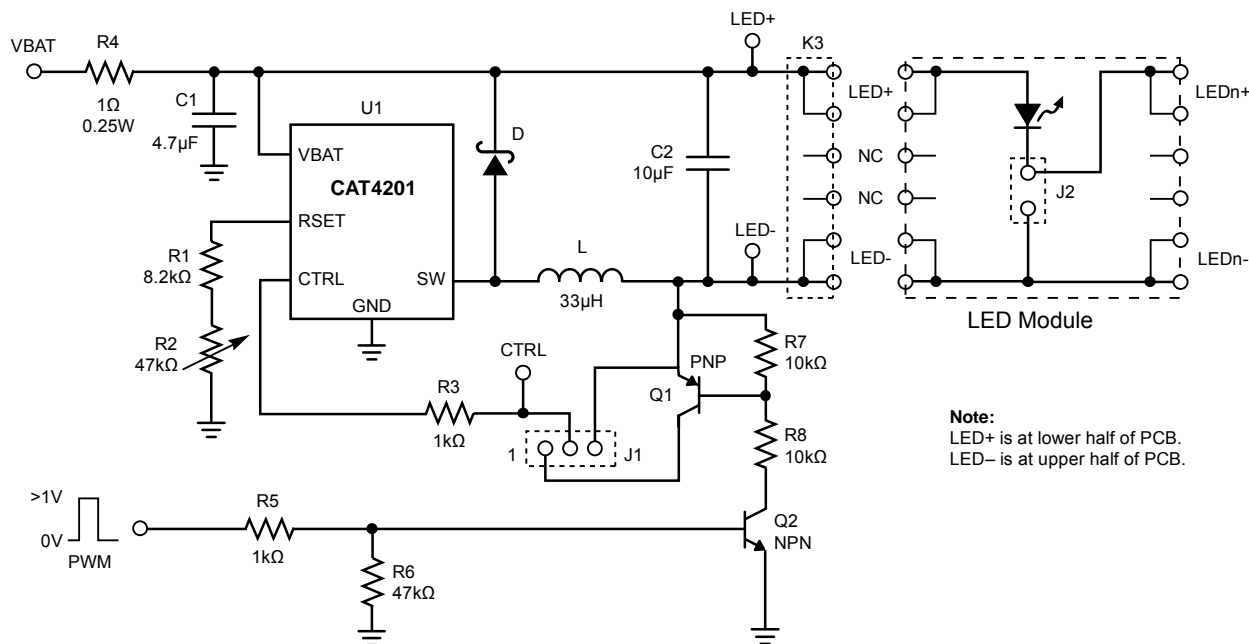 VBAT
R4
1Ω
0.25W
C1
4.7µF
U1
VBAT
CAT4201
RSET
CTRL
SW
GND
R1
8.2kΩ
R2
47kΩ
D
L
33µH
C2
10µF
LED+
K3
LED+
NC
NC
LED-
LED-
J2
LEDn+
LEDn-
LED Module
CTRL
R3
1kΩ
1
J1
PNP
Q1
R7
10kΩ
R8
10kΩ
Q2
NPN
Note:
LED+ is at lower half of PCB.
LED– is at upper half of PCB.
>1V
0V
PWM
R5
1kΩ
R6
47kΩ